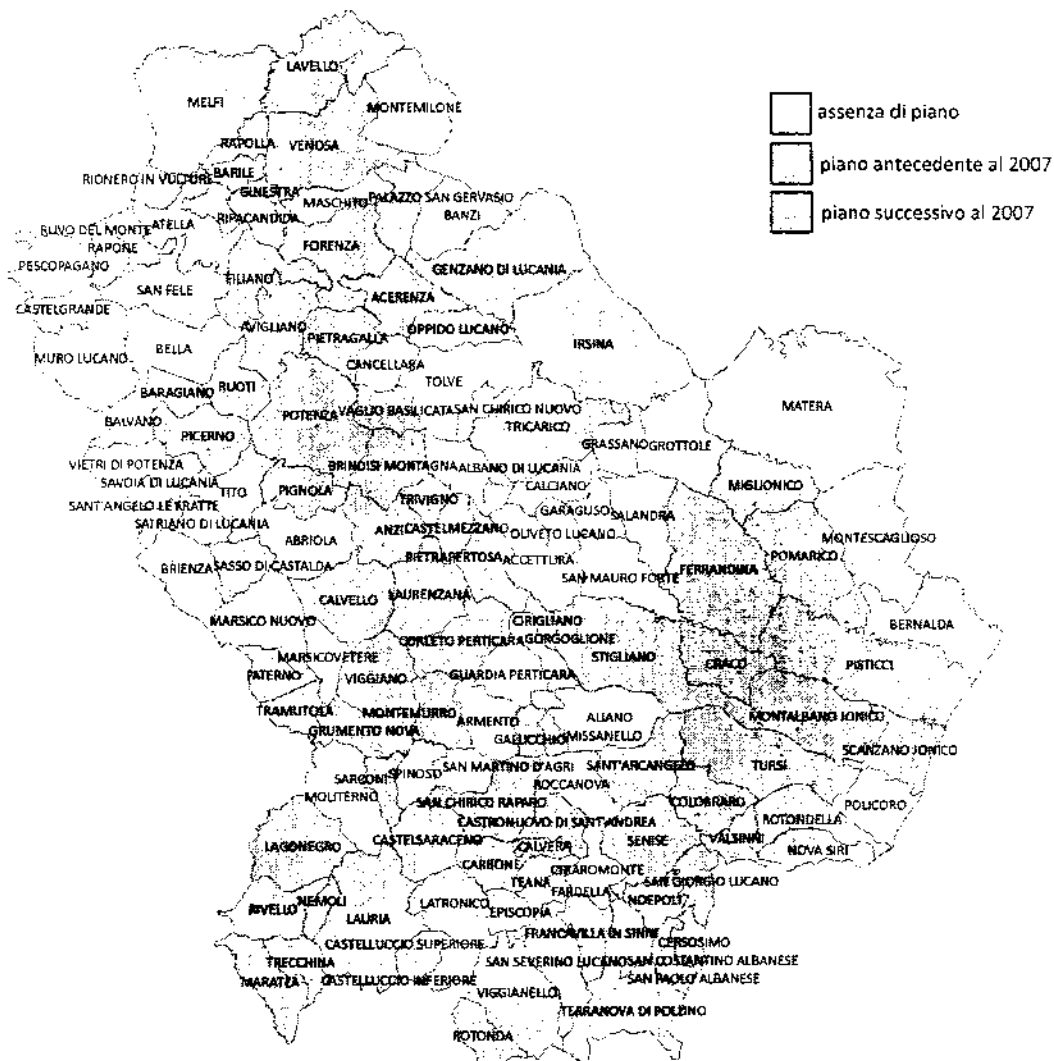 LAVELLO
MELFI
MONTEMILONE
assenza di piano
RAPOLLA
VENOSA
piano antecedente al 2007
BARILE
RIONERO IN VULTURE
GINESTRA
MASCHITO
PALAZZO SAN GERVASIO
BANZI
piano successivo al 2007
RIPACANDIDA
ATELLA
RUVO DEL MONTE
RAPONE
FORENZA
PESCOPAGANO
GENZANO DI LUCANIA
FILIANO
SAN FELE
ACERENZA
CASTELGRANDE
AVIGLIANO
OPPIDO LUCANO
PIETRAGALLA
IRSINA
MURO LUCANO
BELLA
CANCELLARA
TOLVE
BARAGIANO
RUOTI
MATERA
POTENZA
VAGLIO BASILICATA
SAN CHIRICO NUOVO
BALVANO
TRICARICO
PICERNO
GRASSANO
GROTTOLE
VIETRI DI POTENZA
BRINDISI MONTAGNA
ALBANO DI LUCANIA
SAVOIA DI LUCANIA
TITO
PIGNOLA
CALCIANO
MIGLIONICO
SANT'ANGELO LE FRATTE
TRIVIGNO
GARAGUSO
SALANDRA
SATRIANO DI LUCANIA
ANZI
CASTELMEZZANO
OLIVETO LUCANO
ABRIOLA
MONTESCAGLIOSO
POMARICO
BRIENZA
SASSO DI CASTALDA
PIETRAPERTOSA
ACCETTURA
FERRANDINA
SAN MAURO FORTE
CALVELLO
LAURENZANA
MARSICO NUOVO
CIRIGLIANO
BERNALDA
CORLETO PERTICARA
GORGOGLIONE
MARSICOVETERE
STIGLIANO
CRACO
PISTICCI
PATERNO
VIGGIANO
GUARDIA PERTICARA
TRAMUTOLA
MONTEMURRO
ARMENTO
ALIANO
MONTALBANO JONICO
GRUMENTO NOVA
GALLICCHIO
MISSANELLO
SCANZANO JONICO
SARCONI
SPINOSO
SAN MARTINO D'AGRI
SANT'ARCANGELO
TURSI
MOLITERNO
ROCCANOVA
SAN CHIRICO RAPARO
COLOBRARO
POLICORO
CASTRONUOVO DI SANT'ANDREA
ROTONDELLA
LAGONEGRO
CASTELSARACENO
CALVERA
SENISE
VALSINNI
NOVA SIRI
CARBONE
CHIAROMONTE
TEANA
FARDELLA
SAN GIORGIO LUCANO
RIVELLO
NEMOLI
LATRONICO
NOEPOLI
LAURIA
EPISCOPIA
FRANCAVILLA IN SINNI
CASTELLUCCIO SUPERIORE
CERSOSIMO
TRECCHINA
SAN SEVERINO LUCANO
SAN COSTANTINO ALBANESE
MARATEA
CASTELLUCCIO INFERIORE
SAN PAOLO ALBANESE
VIGGIANELLO
TERRANOVA DI POLLINO
ROTONDA